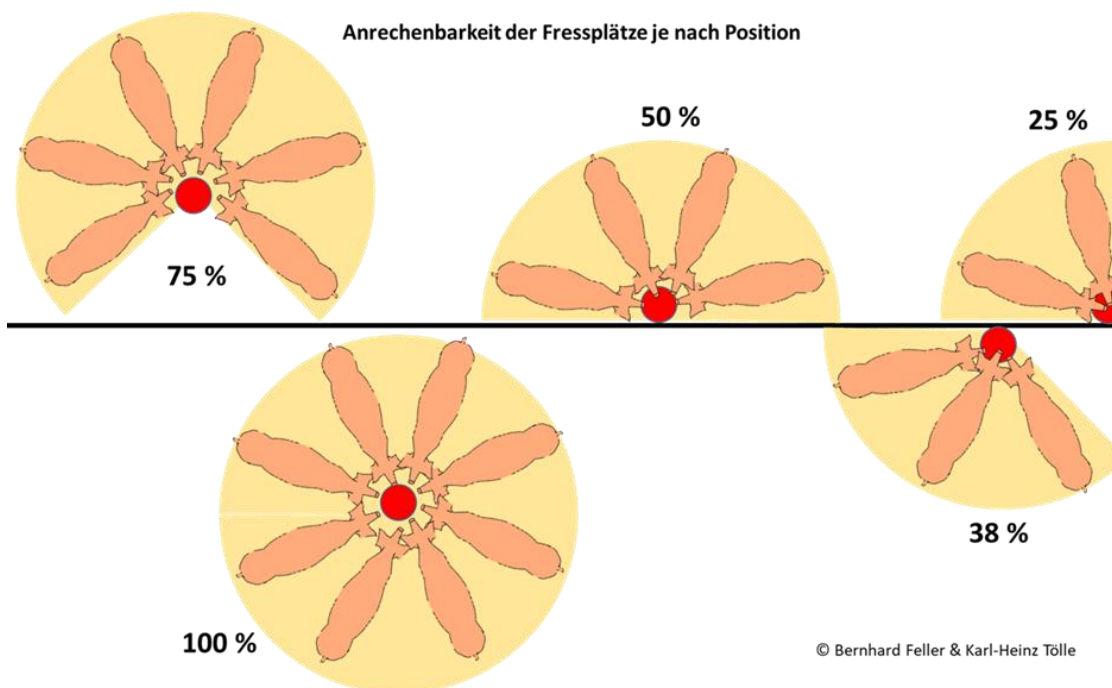 Anrechenbarkeit der Fressplätze je nach Position
50 %
25 %
75 %
38 %
100 %
© Bernhard Feller & Karl-Heinz Tölle